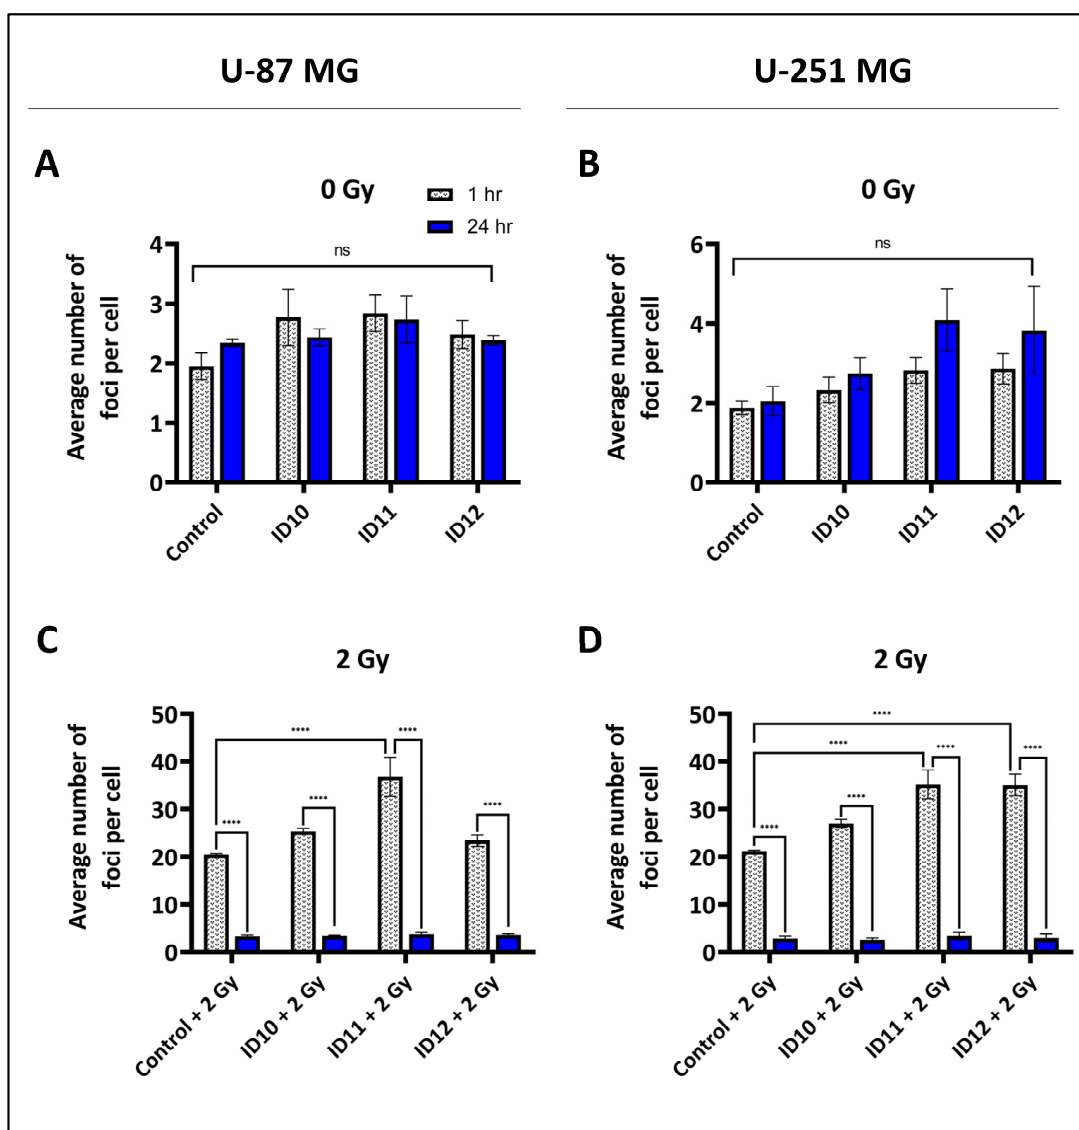 U-87 MG
U-251 MG
A
0 Gy
1 hr
24 hr
ns
Average number of
foci per cell
4
3
2
1
0
Control
ID10
ID11
ID12
B
0 Gy
ns
Average number of
foci per cell
6
4
2
0
Control
ID10
ID11
ID12
C
2 Gy
Average number of
foci per cell
50
40
30
20
10
0
****
****
****
****
****
Control + 2 Gy
ID10 + 2 Gy
ID11 + 2 Gy
ID12 + 2 Gy
D
2 Gy
Average number of
foci per cell
50
40
30
20
10
0
****
****
****
****
****
****
Control + 2 Gy
ID10 + 2 Gy
ID11 + 2 Gy
ID12 + 2 Gy